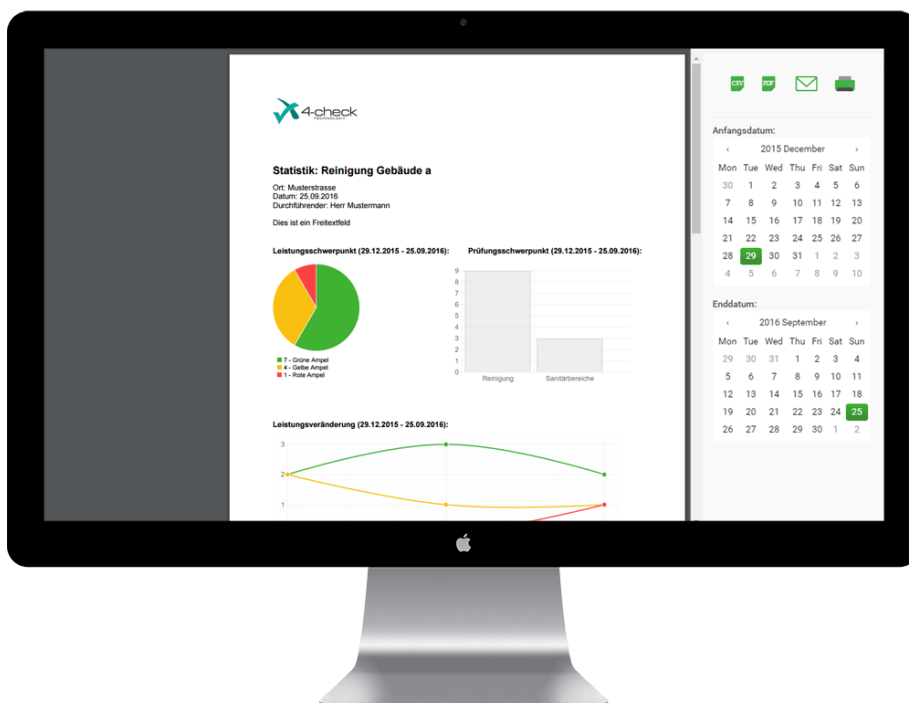 4-check
TECHNOLOGY
Statistik: Reinigung Gebäude a
Ort: Musterstrasse
Datum: 25.09.2016
Durchführender: Herr Mustermann
Dies ist ein Freitextfeld
Leistungsschwerpunkt (29.12.2015 - 25.09.2016):
7 - Grüne Ampel
4 - Gelbe Ampel
1 - Rote Ampel
Prüfungsschwerpunkt (29.12.2015 - 25.09.2016):
9
8
7
6
5
4
3
2
1
0
Reinigung Sanitärbereiche
Leistungsveränderung (29.12.2015 - 25.09.2016):
3
2
1
CSV PDF
Anfangsdatum:
‹ 2015 December ›
Mon Tue Wed Thu Fri Sat Sun
30 1 2 3 4 5 6
7 8 9 10 11 12 13
14 15 16 17 18 19 20
21 22 23 24 25 26 27
28 29 30 31 1 2 3
4 5 6 7 8 9 10
Enddatum:
‹ 2016 September ›
Mon Tue Wed Thu Fri Sat Sun
29 30 31 1 2 3 4
5 6 7 8 9 10 11
12 13 14 15 16 17 18
19 20 21 22 23 24 25
26 27 28 29 30 1 2